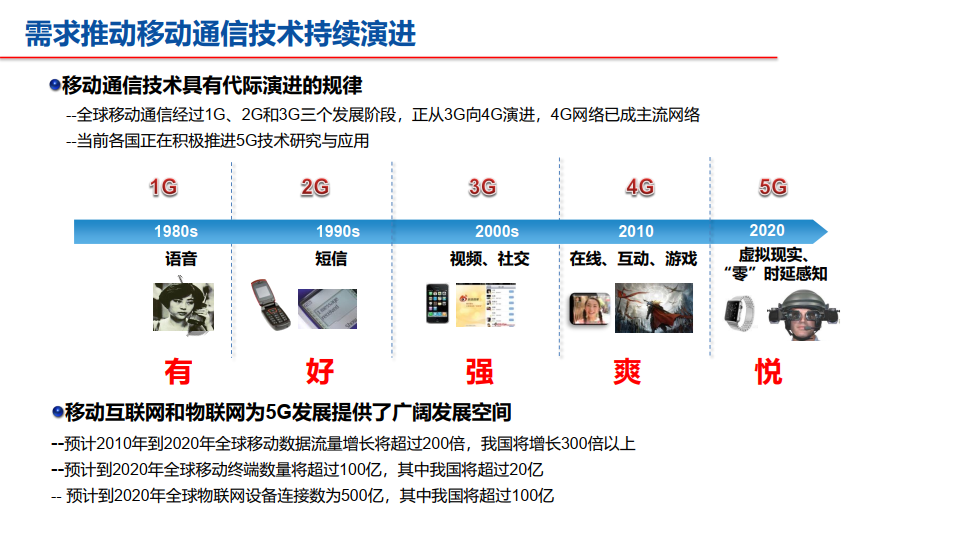 需求推动移动通信技术持续演进
移动通信技术具有代际演进的规律
--全球移动通信经过1G、2G和3G三个发展阶段，正从3G向4G演进，4G网络已成主流网络
--当前各国正在积极推进5G技术研究与应用
1G 2G 3G 4G 5G
1980s 1990s 2000s 2010 2020
语音 短信 视频、社交 在线、互动、游戏 虚拟现实、
“零”时延感知
有 好 强 爽 悦
移动互联网和物联网为5G发展提供了广阔发展空间
--预计2010年到2020年全球移动数据流量增长将超过200倍，我国将增长300倍以上
--预计到2020年全球移动终端数量将超过100亿，其中我国将超过20亿
-- 预计到2020年全球物联网设备连接数为500亿，其中我国将超过100亿